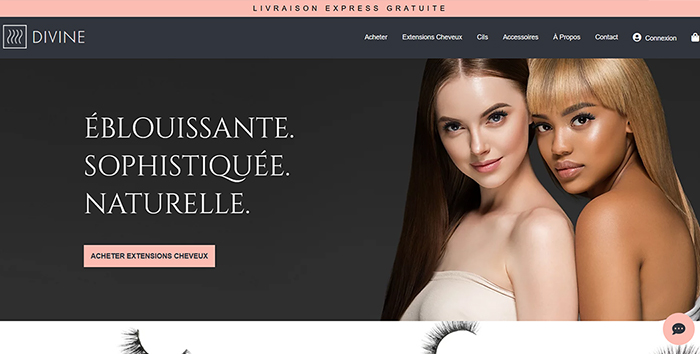 LIVRAISON EXPRESS GRATUITE
DIVINE
Acheter Extensions Cheveux Cils Accessoires À Propos Contact Connexion
ÉBLOUISSANTE.
SOPHISTIQUÉE.
NATURELLE.
ACHETER EXTENSIONS CHEVEUX